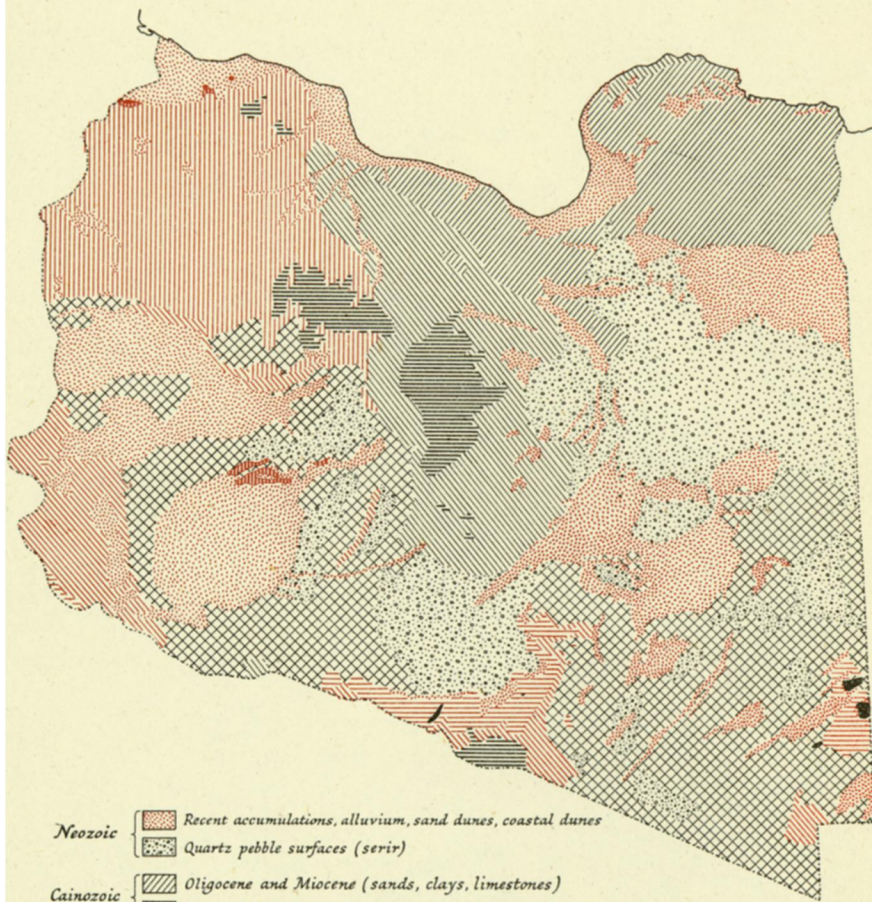 Neozoic
Recent accumulations, alluvium, sand dunes, coastal dunes
Quartz pebble surfaces (serir)
Cainozoic
Oligocene and Miocene (sands, clays, limestones)